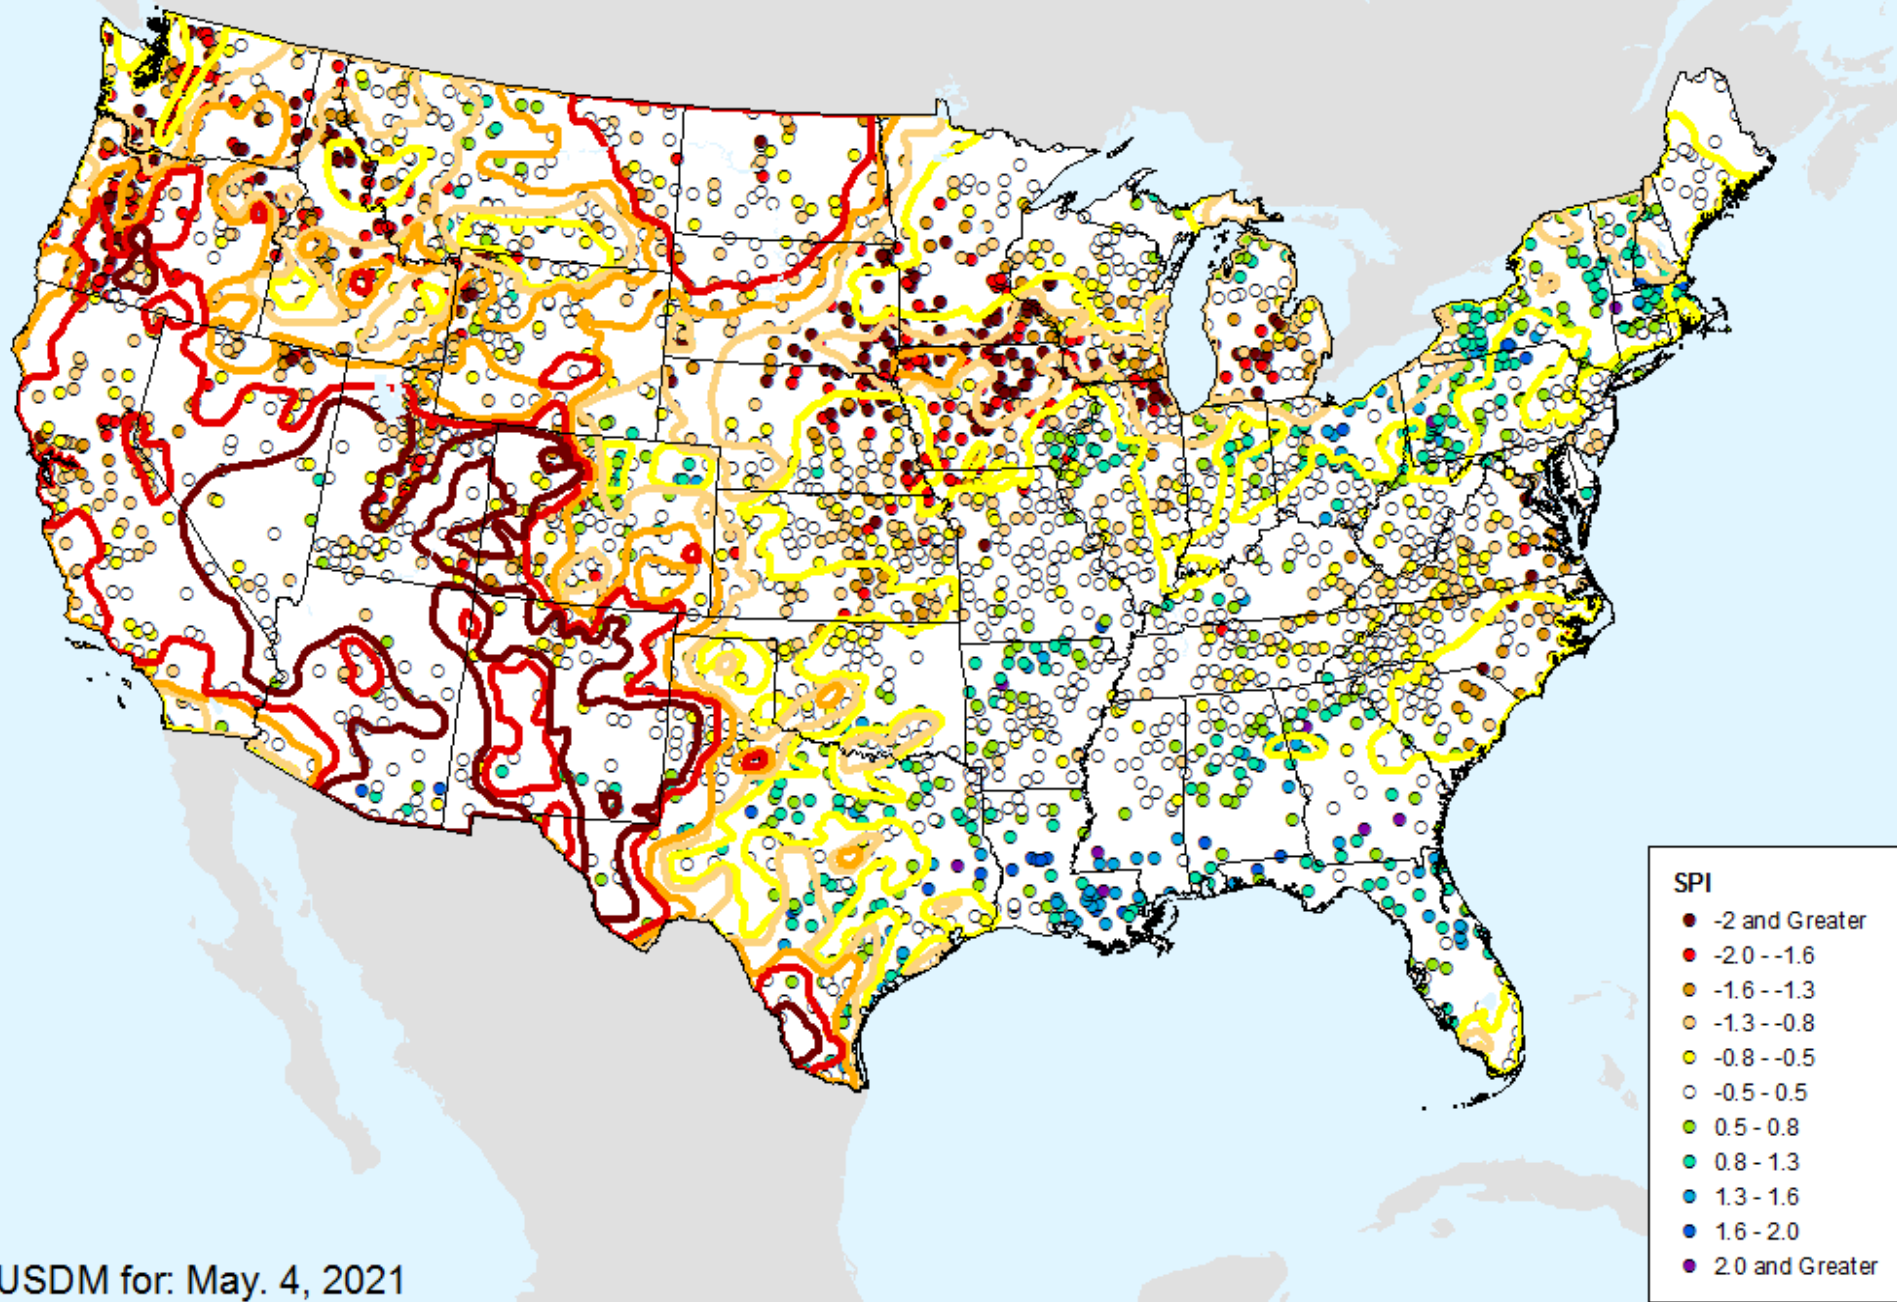 SPI
-2 and Greater
-2.0 - -1.6
-1.6 - -1.3
-1.3 - -0.8
-0.8 - -0.5
-0.5 - 0.5
0.5 - 0.8
0.8 - 1.3
1.3 - 1.6
1.6 - 2.0
2.0 and Greater
USDM for: May. 4, 2021